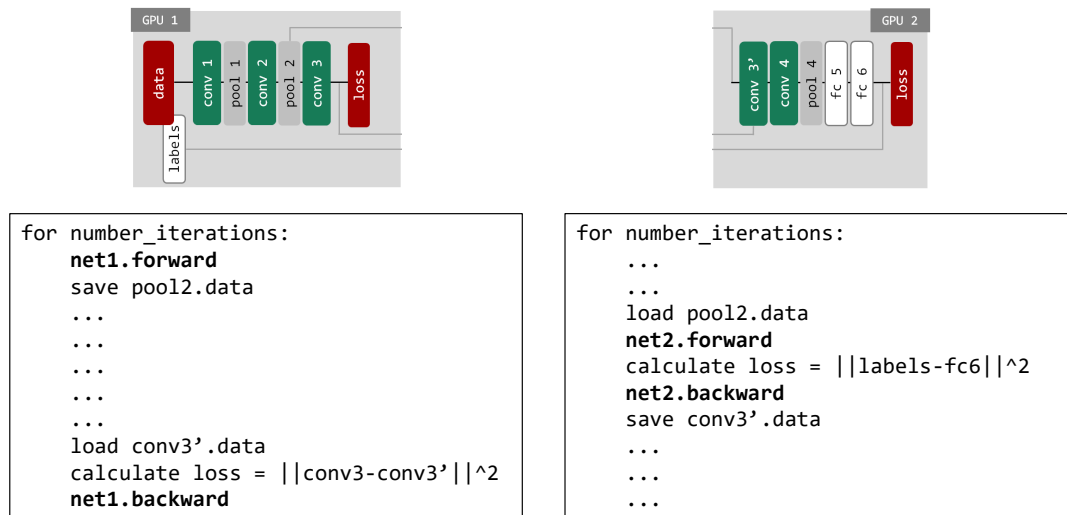 GPU 1
data
labels
conv 1
pool 1
conv 2
pool 2
conv 3
loss
GPU 2
conv 3’
conv 4
pool 4
fc 5
fc 6
loss
for number_iterations:
net1.forward
save pool2.data
...
...
...
...
...
load conv3’.data
calculate loss = ||conv3-conv3’||^2
net1.backward
for number_iterations:
...
...
load pool2.data
net2.forward
calculate loss = ||labels-fc6||^2
net2.backward
save conv3’.data
...
...
...